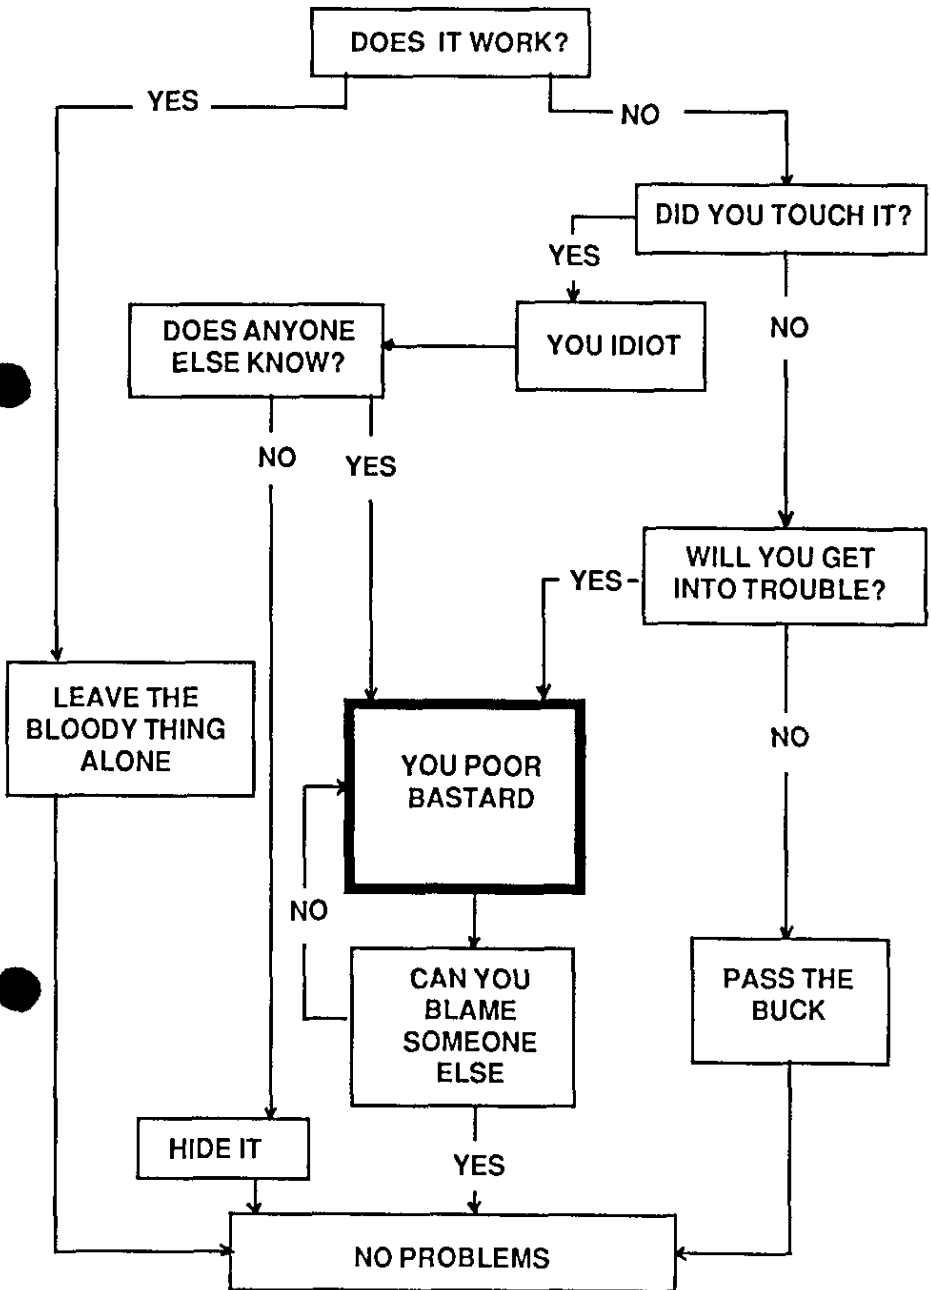 DOES IT WORK?
YES
NO
DID YOU TOUCH IT?
YES
NO
DOES ANYONE
ELSE KNOW?
YOU IDIOT
NO
YES
WILL YOU GET
INTO TROUBLE?
YES
NO
LEAVE THE
BLOODY THING
ALONE
YOU POOR
BASTARD
NO
CAN YOU
BLAME
SOMEONE
ELSE
PASS THE
BUCK
HIDE IT
YES
NO PROBLEMS